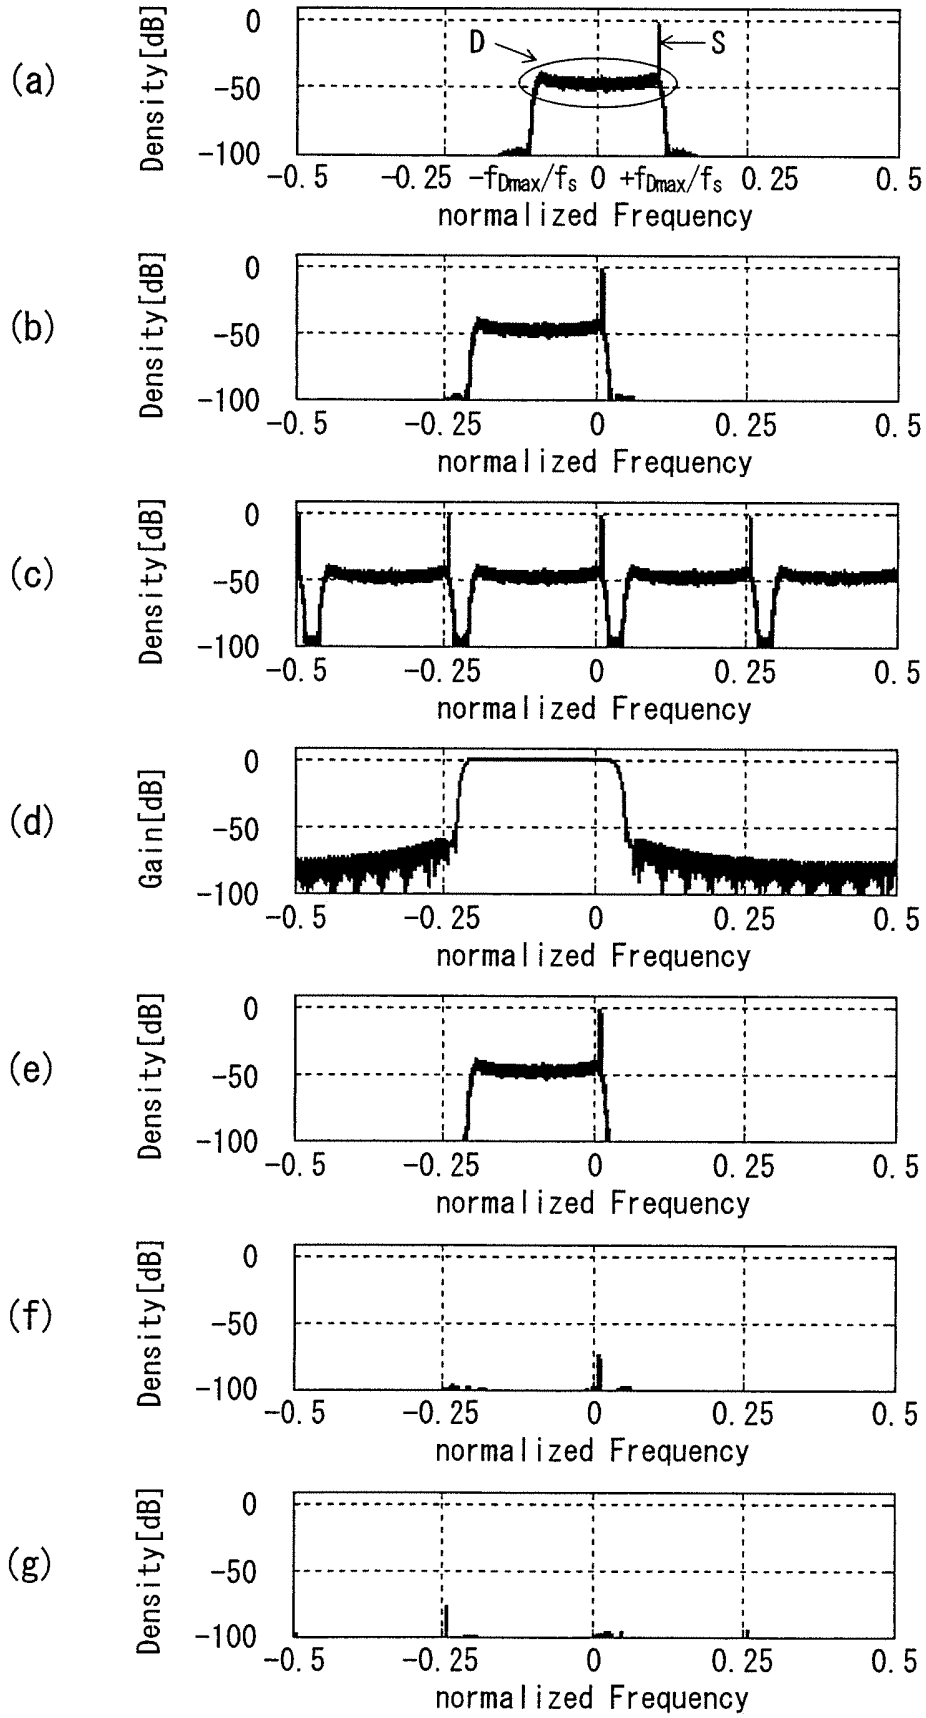 (a)
Density[dB]
0
-50
-100
D
S
-0.5 -0.25 -fDmax/fs 0 +fDmax/fs 0.25 0.5
normalized Frequency
(b)
Density[dB]
0
-50
-100
-0.5 -0.25 0 0.25 0.5
normalized Frequency
(c)
Density[dB]
0
-50
-100
-0.5 -0.25 0 0.25 0.5
normalized Frequency
(d)
Gain[dB]
0
-50
-100
-0.5 -0.25 0 0.25 0.5
normalized Frequency
(e)
Density[dB]
0
-50
-100
-0.5 -0.25 0 0.25 0.5
normalized Frequency
(f)
Density[dB]
0
-50
-100
-0.5 -0.25 0 0.25 0.5
normalized Frequency
(g)
Density[dB]
0
-50
-100
-0.5 -0.25 0 0.25 0.5
normalized Frequency